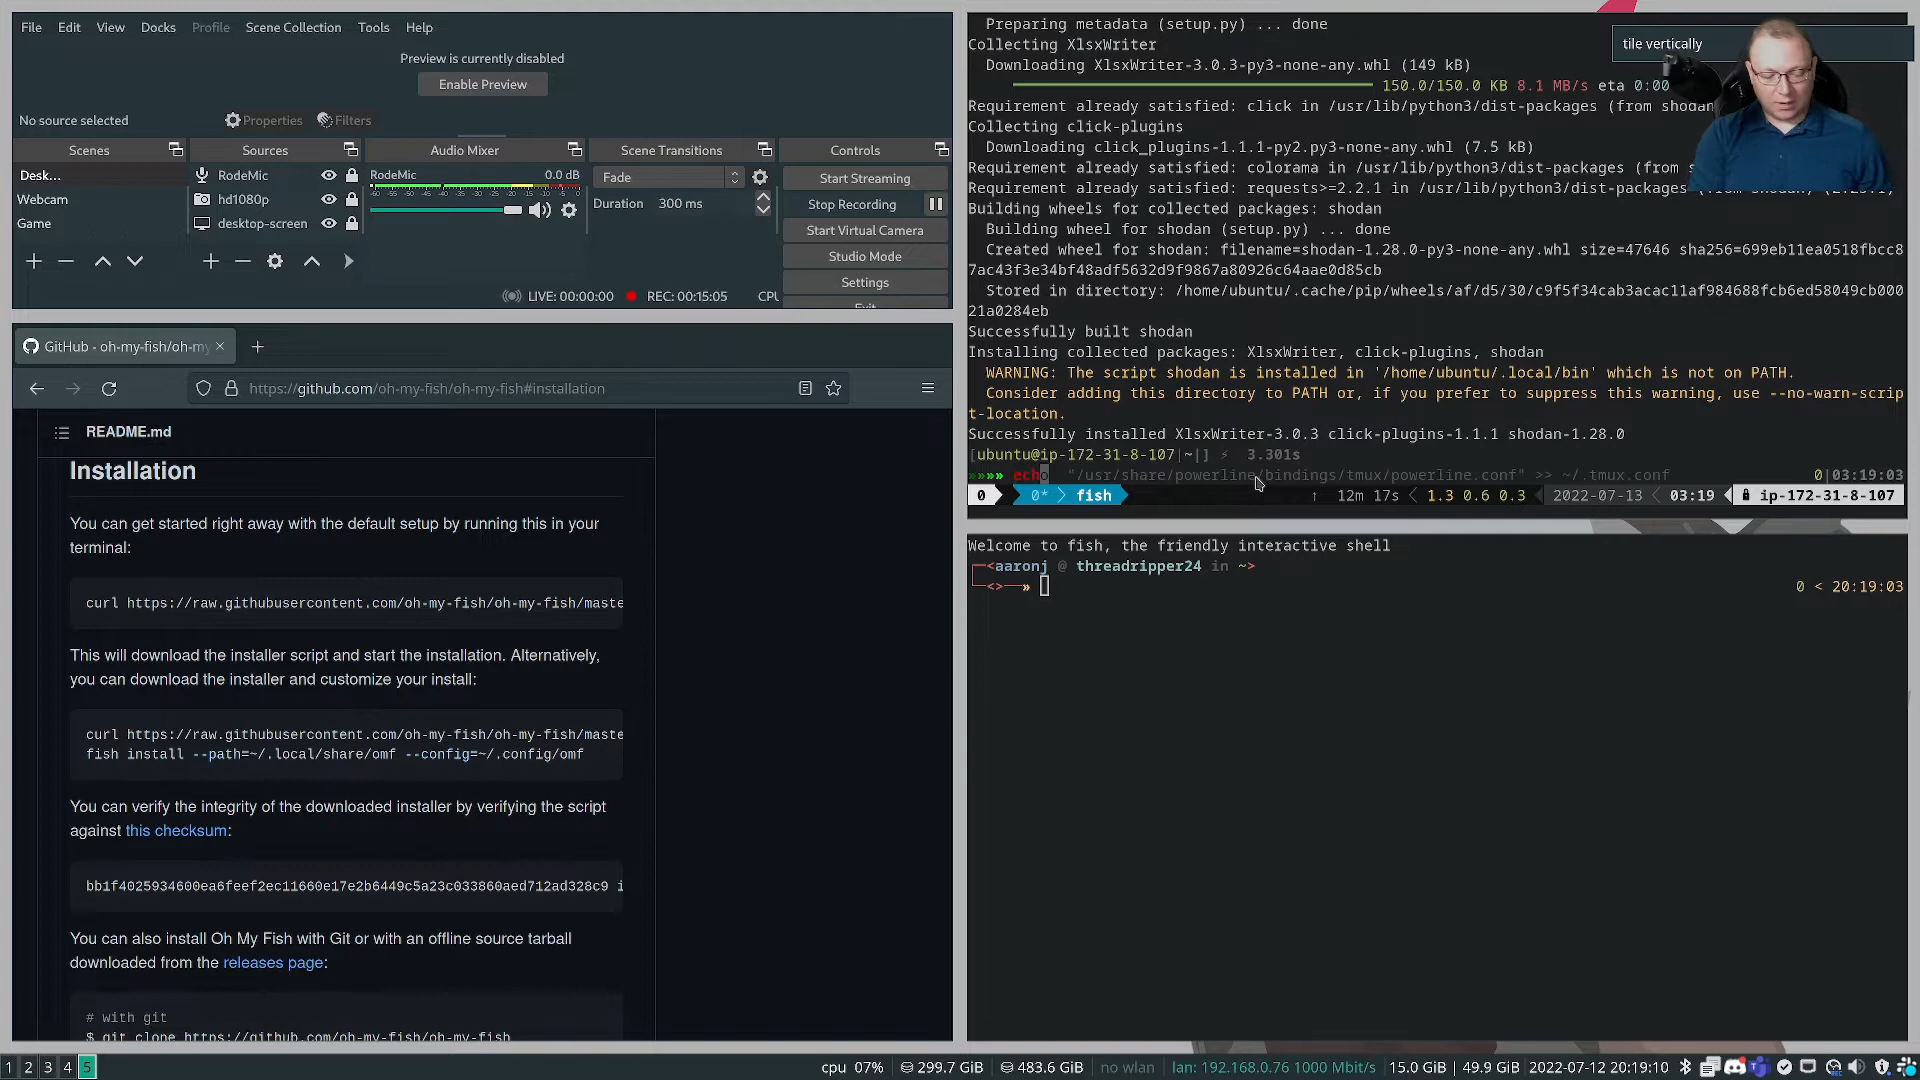 File Edit View Docks Profile Scene Collection Tools Help
Preview is currently disabled
Enable Preview
No source selected
Properties
Filters
Scenes
Desk...
Webcam
Game
Sources
RodeMic
hd1080p
desktop-screen
Audio Mixer
RodeMic 0.0 dB
Scene Transitions
Fade
Duration 300 ms
Controls
Start Streaming
Stop Recording
Start Virtual Camera
Studio Mode
Settings
Exit
LIVE: 00:00:00 REC: 00:15:05 CPU
GitHub - oh-my-fish/oh-my
https://github.com/oh-my-fish/oh-my-fish#installation
README.md
Installation
You can get started right away with the default setup by running this in your
terminal:
curl https://raw.githubusercontent.com/oh-my-fish/oh-my-fish/maste
This will download the installer script and start the installation. Alternatively,
you can download the installer and customize your install:
curl https://raw.githubusercontent.com/oh-my-fish/oh-my-fish/maste
fish install --path=~/.local/share/omf --config=~/.config/omf
You can verify the integrity of the downloaded installer by verifying the script
against this checksum:
bb1f4025934600ea6feef2ec11660e17e2b6449c5a23c033860aed712ad328c9 i
You can also install Oh My Fish with Git or with an offline source tarball
downloaded from the releases page:
# with git
$ git clone https://github.com/oh-my-fish/oh-my-fish
Preparing metadata (setup.py) ... done
Collecting XlsxWriter
Downloading XlsxWriter-3.0.3-py3-none-any.whl (149 kB)
150.0/150.0 KB 8.1 MB/s eta 0:00
Requirement already satisfied: click in /usr/lib/python3/dist-packages (from shodan
Collecting click-plugins
Downloading click_plugins-1.1.1-py2.py3-none-any.whl (7.5 kB)
Requirement already satisfied: colorama in /usr/lib/python3/dist-packages (from s
Requirement already satisfied: requests>=2.2.1 in /usr/lib/python3/dist-packages
Building wheels for collected packages: shodan
Building wheel for shodan (setup.py) ... done
Created wheel for shodan: filename=shodan-1.28.0-py3-none-any.whl size=47646 sha256=699eb11ea0518fbcc8
7ac43f3e34bf48adf5632d9f9867a80926c64aae0d85cb
Stored in directory: /home/ubuntu/.cache/pip/wheels/af/d5/30/c9f5f34cab3acac11af984688fcb6ed58049cb000
21a0284eb
Successfully built shodan
Installing collected packages: XlsxWriter, click-plugins, shodan
WARNING: The script shodan is installed in '/home/ubuntu/.local/bin' which is not on PATH.
Consider adding this directory to PATH or, if you prefer to suppress this warning, use --no-warn-scrip
t-location.
Successfully installed XlsxWriter-3.0.3 click-plugins-1.1.1 shodan-1.28.0
[ubuntu@ip-172-31-8-107|~|] ⚡ 3.301s
»»»» echo "/usr/share/powerline/bindings/tmux/powerline.conf" >> ~/.tmux.conf 0|03:19:03
0 0* fish ↑ 12m 17s 1.3 0.6 0.3 2022-07-13 03:19 ip-172-31-8-107
tile vertically
Welcome to fish, the friendly interactive shell
<aaronj @ threadripper24 in ~>
<>──» 0 < 20:19:03
1 2 3 4 5 cpu 07% 299.7 GiB 483.6 GiB no wlan lan: 192.168.0.76 1000 Mbit/s 15.0 GiB 49.9 GiB 2022-07-12 20:19:10